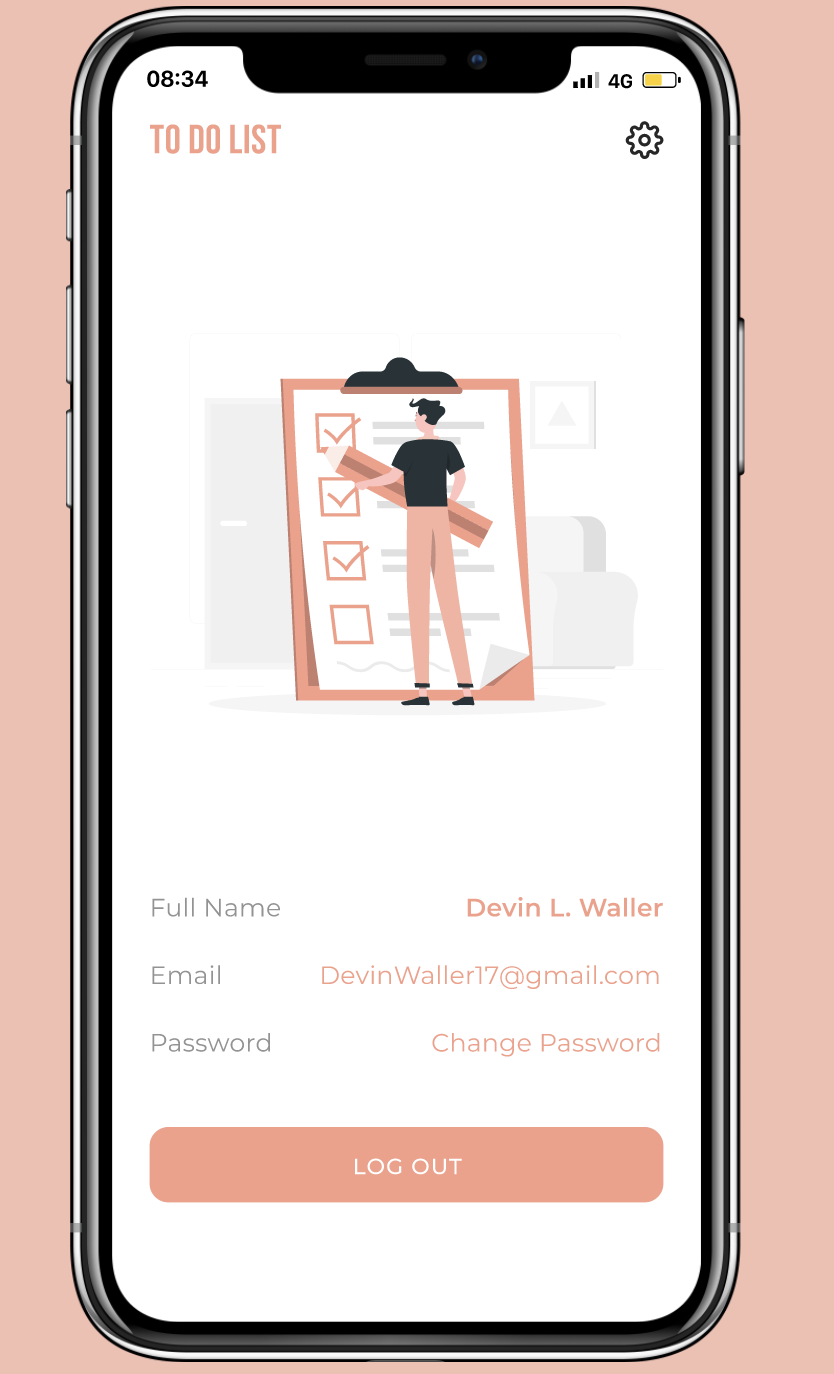 08:34 4G
TO DO LIST
Full Name Devin L. Waller
Email DevinWaller17@gmail.com
Password Change Password
LOG OUT